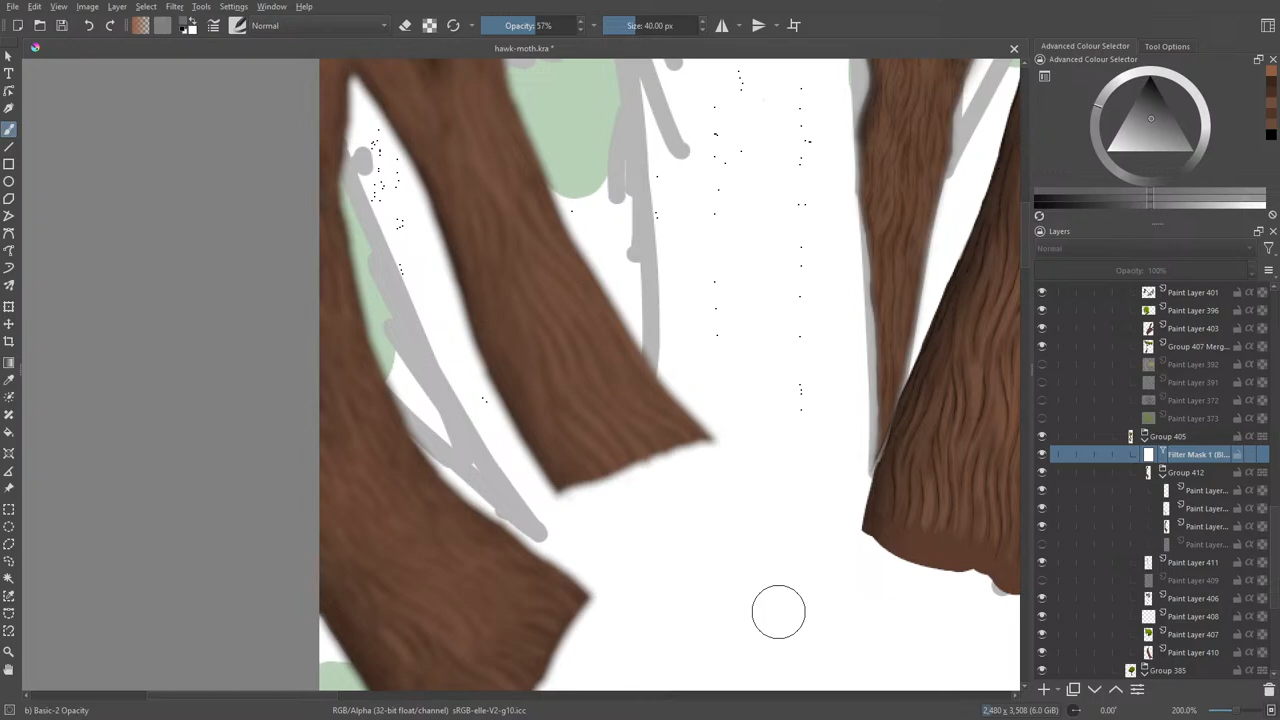 File Edit View Image Layer Select Filter Tools Settings Window Help
Normal Opacity: 57% Size: 40.00 px
hawk-moth.kra *
Advanced Colour Selector Tool Options
Advanced Colour Selector
Layers
Normal
Opacity: 100%
Paint Layer 401
Paint Layer 396
Paint Layer 403
Group 407 Merg...
Paint Layer 392
Paint Layer 391
Paint Layer 372
Paint Layer 373
Group 405
Filter Mask 1 (Bl...
Group 412
Paint Layer...
Paint Layer...
Paint Layer...
Paint Layer...
Paint Layer 411
Paint Layer 409
Paint Layer 406
Paint Layer 408
Paint Layer 407
Paint Layer 410
Group 385
b) Basic-2 Opacity RGB/Alpha (32-bit float/channel) sRGB-elle-V2-g10.icc 2,480 x 3,508 (6.0 GiB) 0.00° 200.0%